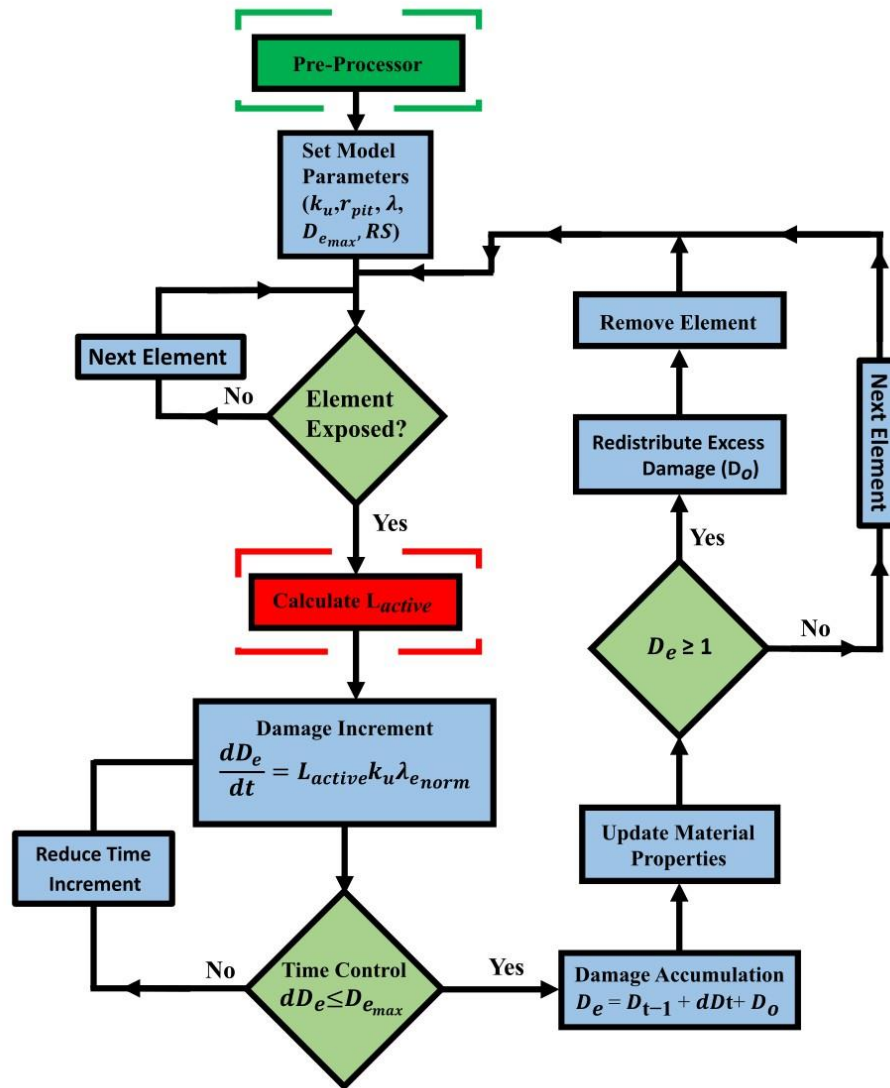 Pre-Processor
Set Model
Parameters
(k_u, r_pit, λ,
D_e_max, RS)
Next Element
No
Element
Exposed?
Yes
Calculate L_active
Damage Increment
dD_e/dt = L_active k_u λ_e_norm
Reduce Time
Increment
No
Time Control
dD_e ≤ D_e_max
Yes
Damage Accumulation
D_e = D_t−1 + dDt + D_o
Update Material
Properties
D_e ≥ 1
Yes
No
Redistribute Excess
Damage (D_o)
Remove Element
Next Element